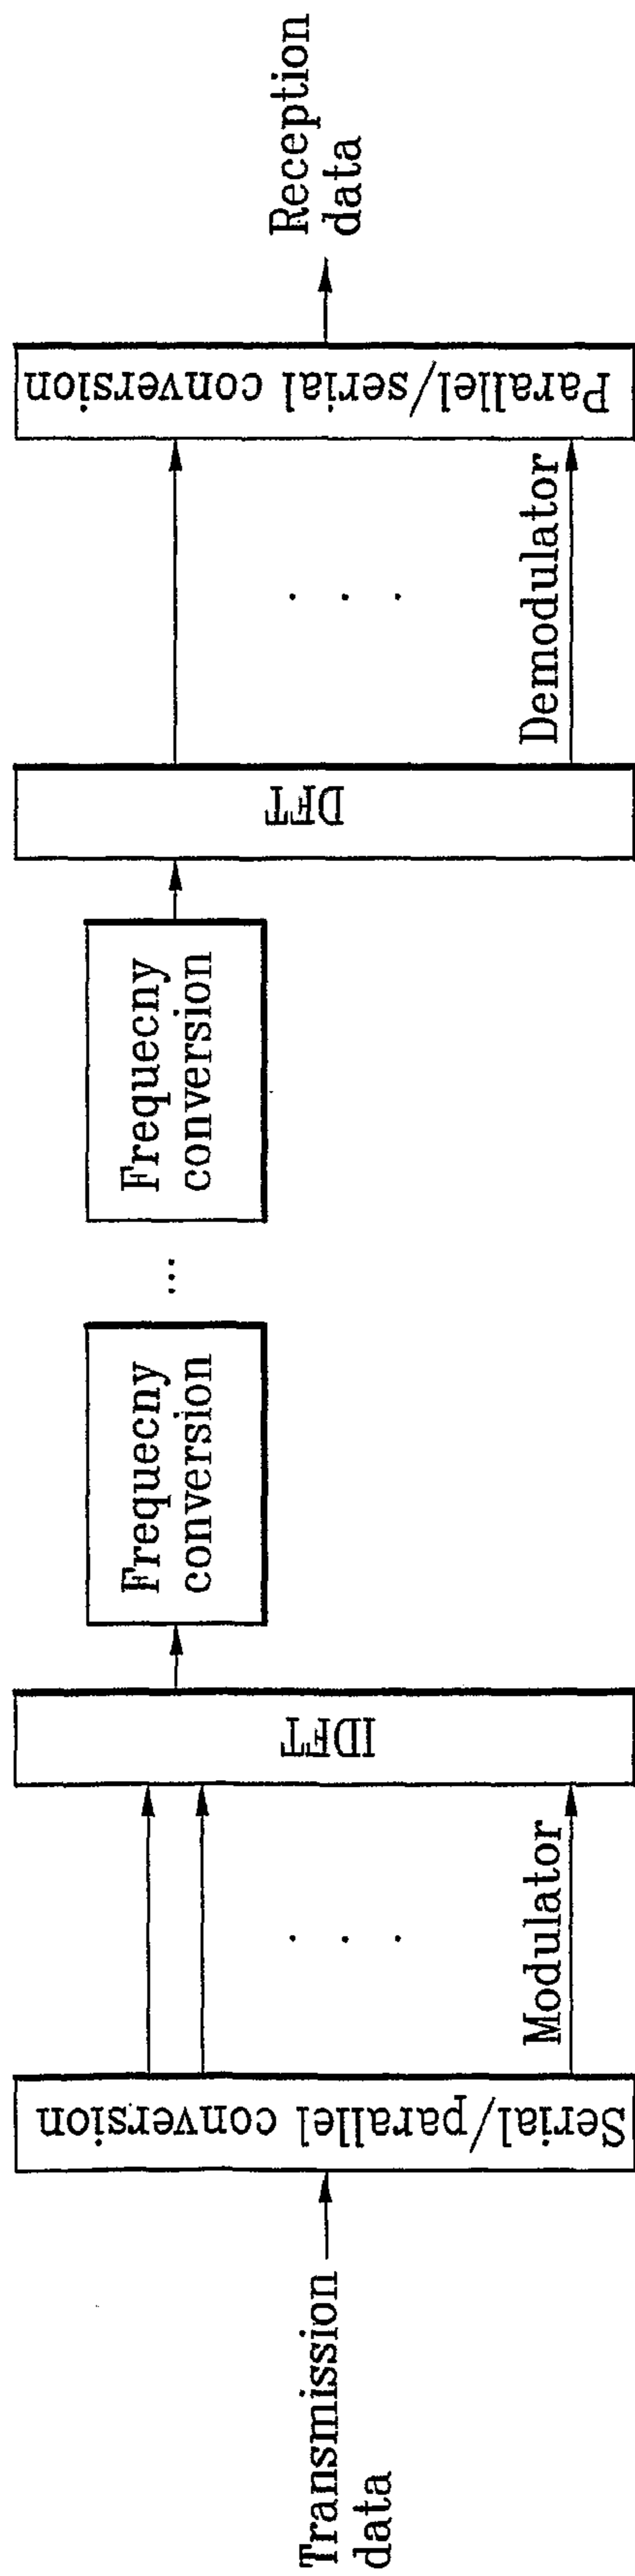 Transmission
data
Serial/parallel conversion
Modulator
IDFT
Frequecny
conversion
...
Frequecny
conversion
DFT
Demodulator
Parallel/serial conversion
Reception
data